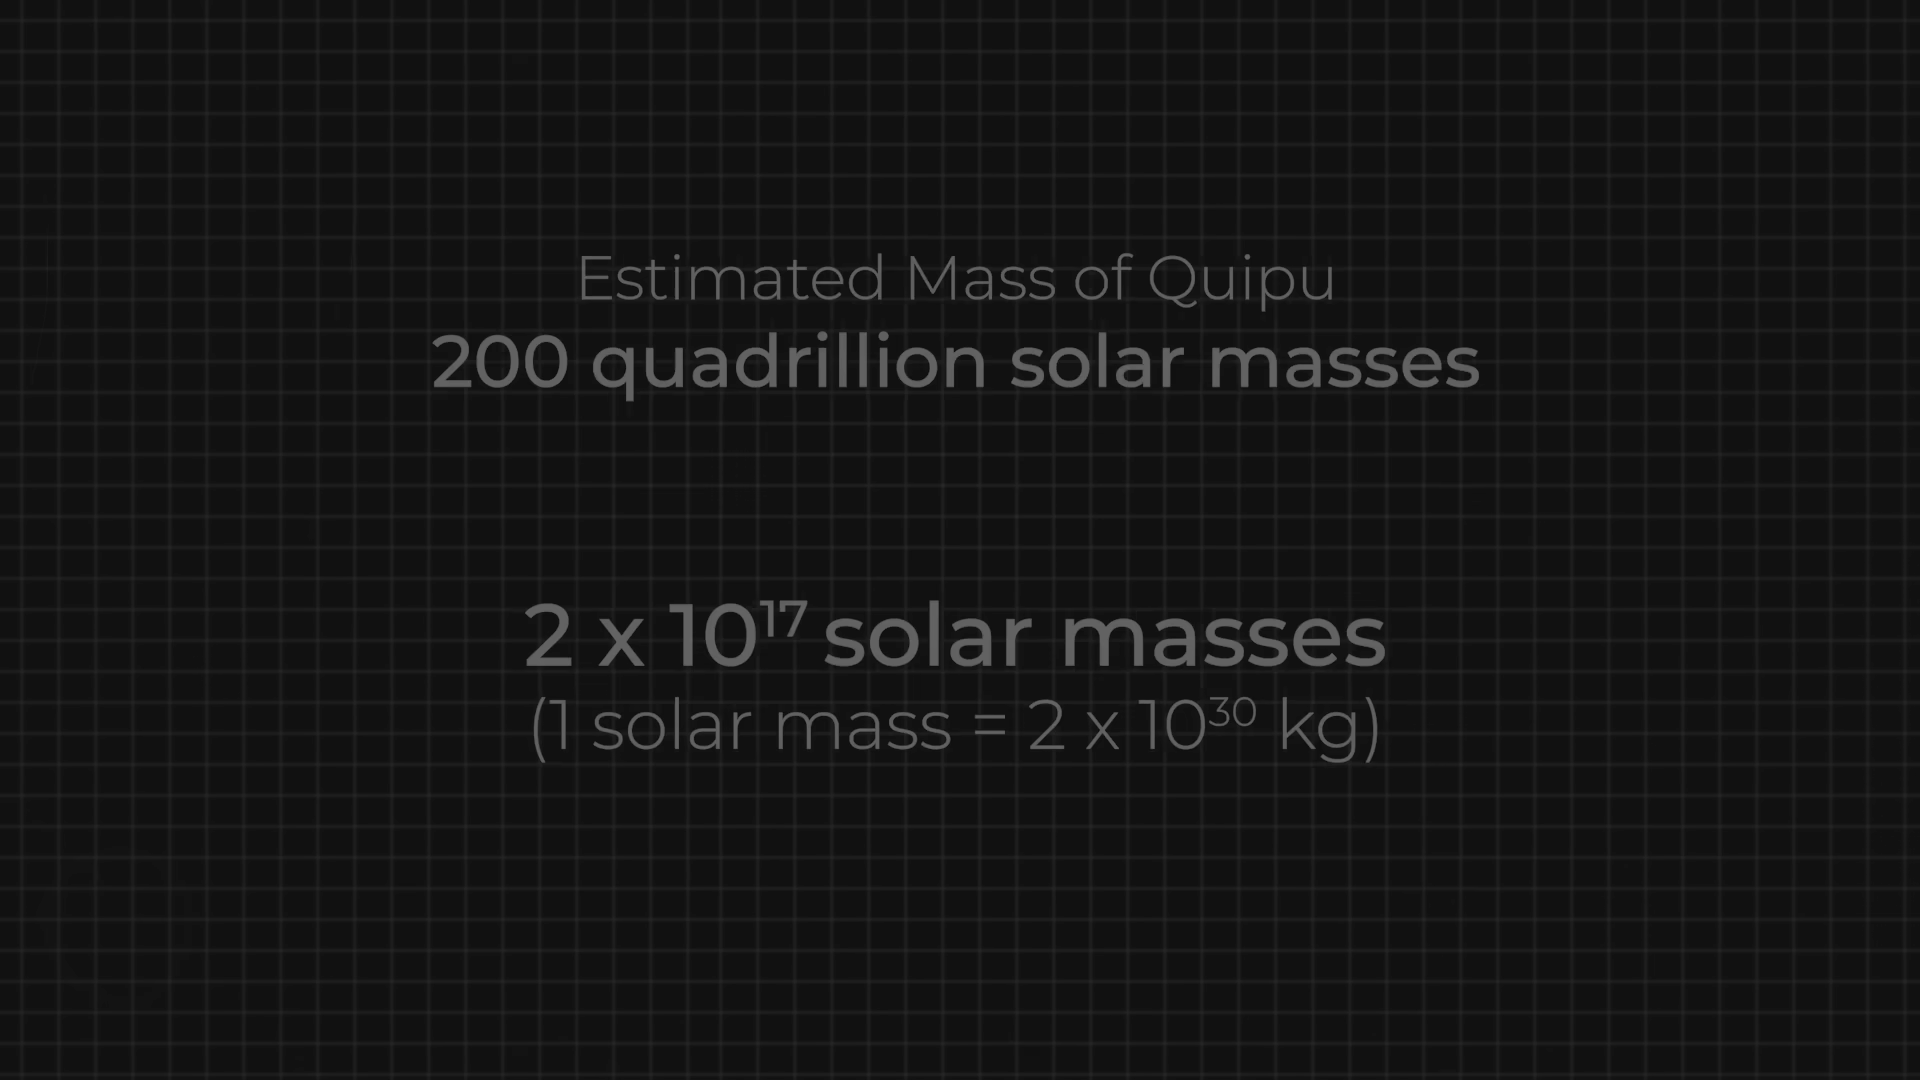 Estimated Mass of Quipu
200 quadrillion solar masses
2 x 10¹⁷ solar masses
(1 solar mass = 2 x 10³⁰ kg)